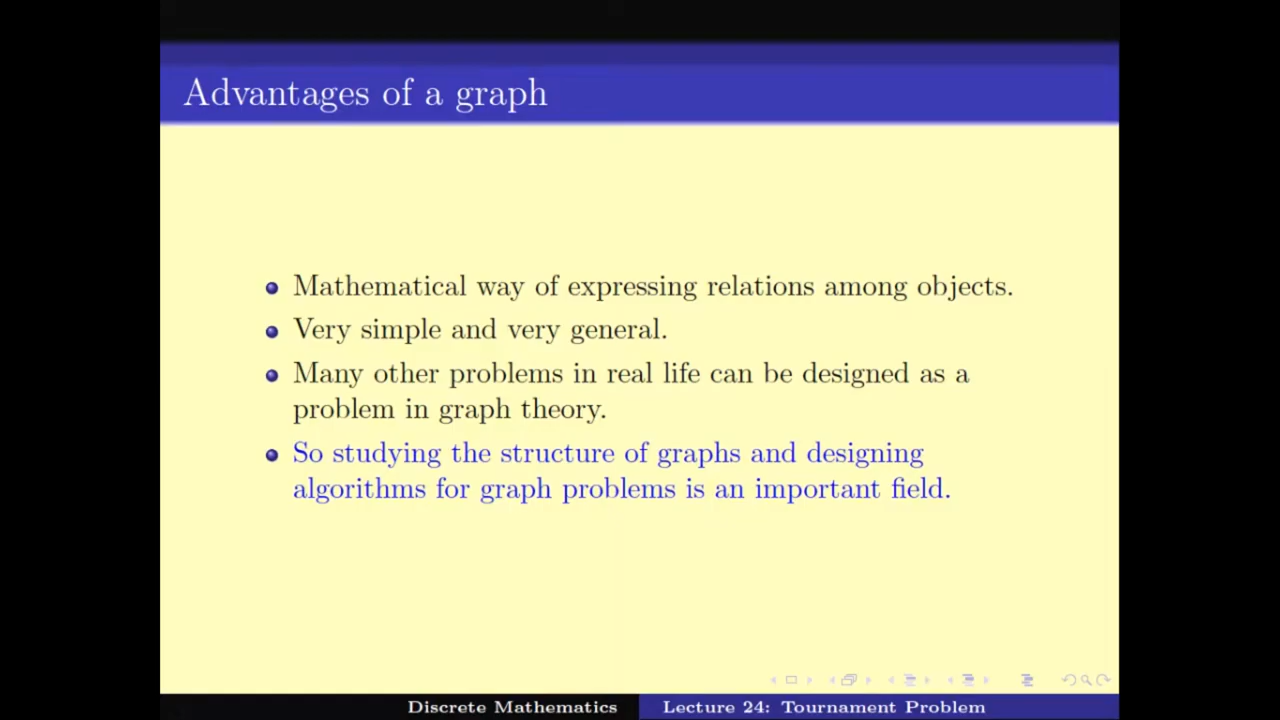 Advantages of a graph
Mathematical way of expressing relations among objects.
Very simple and very general.
Many other problems in real life can be designed as a
problem in graph theory.
So studying the structure of graphs and designing
algorithms for graph problems is an important field.
Discrete Mathematics
Lecture 24: Tournament Problem